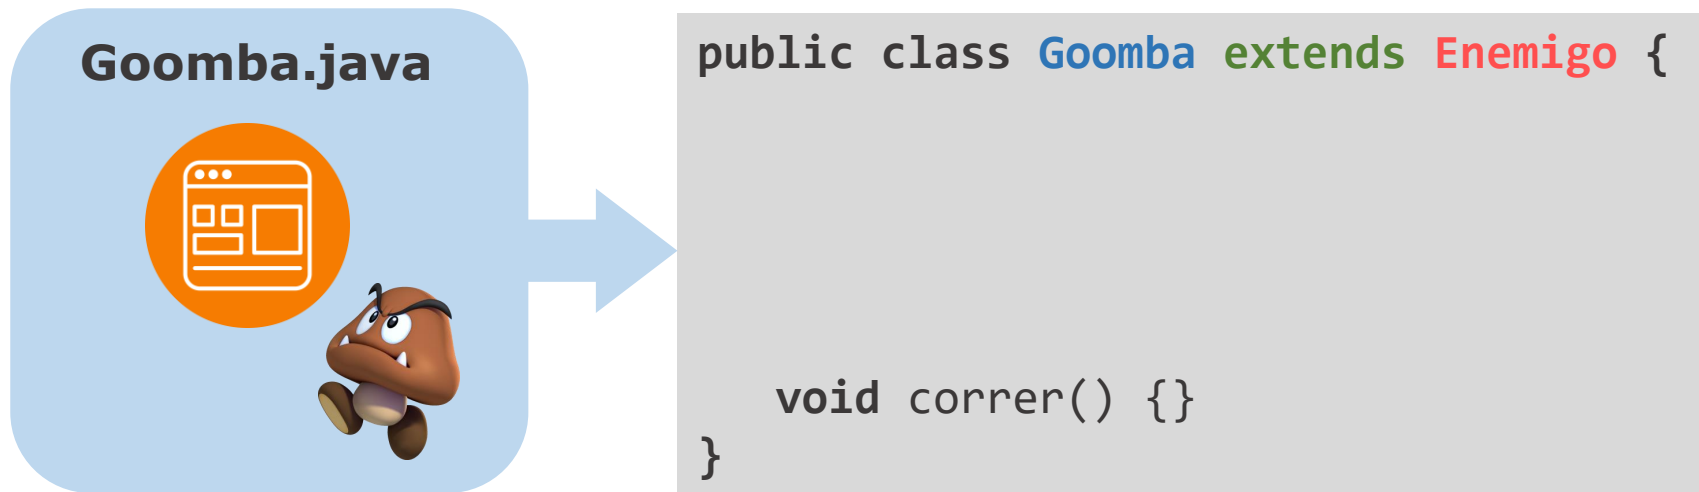 Goomba.java
public class Goomba extends Enemigo {
void correr() {}
}